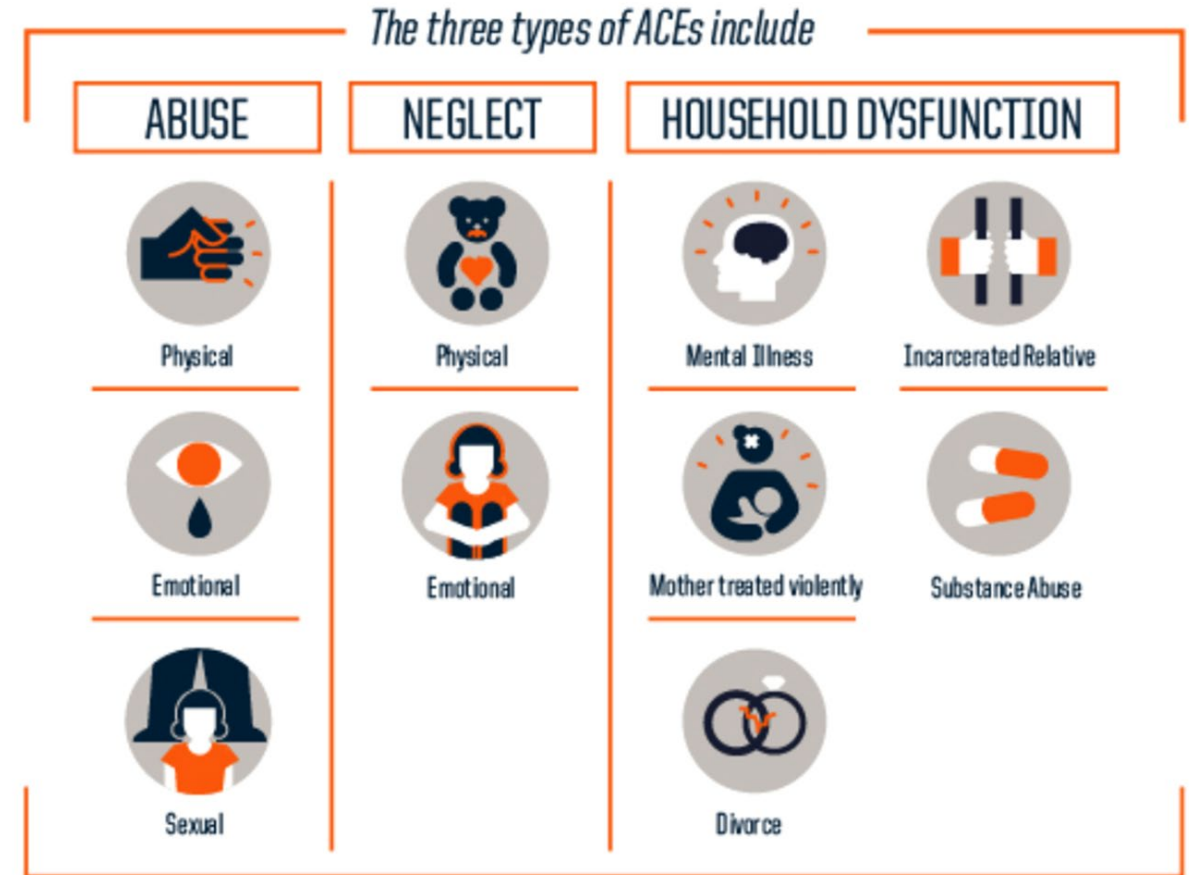 The three types of ACEs include
ABUSE
NEGLECT
HOUSEHOLD DYSFUNCTION
Physical
Emotional
Sexual
Physical
Emotional
Mental Illness
Incarcerated Relative
Mother treated violently
Substance Abuse
Divorce